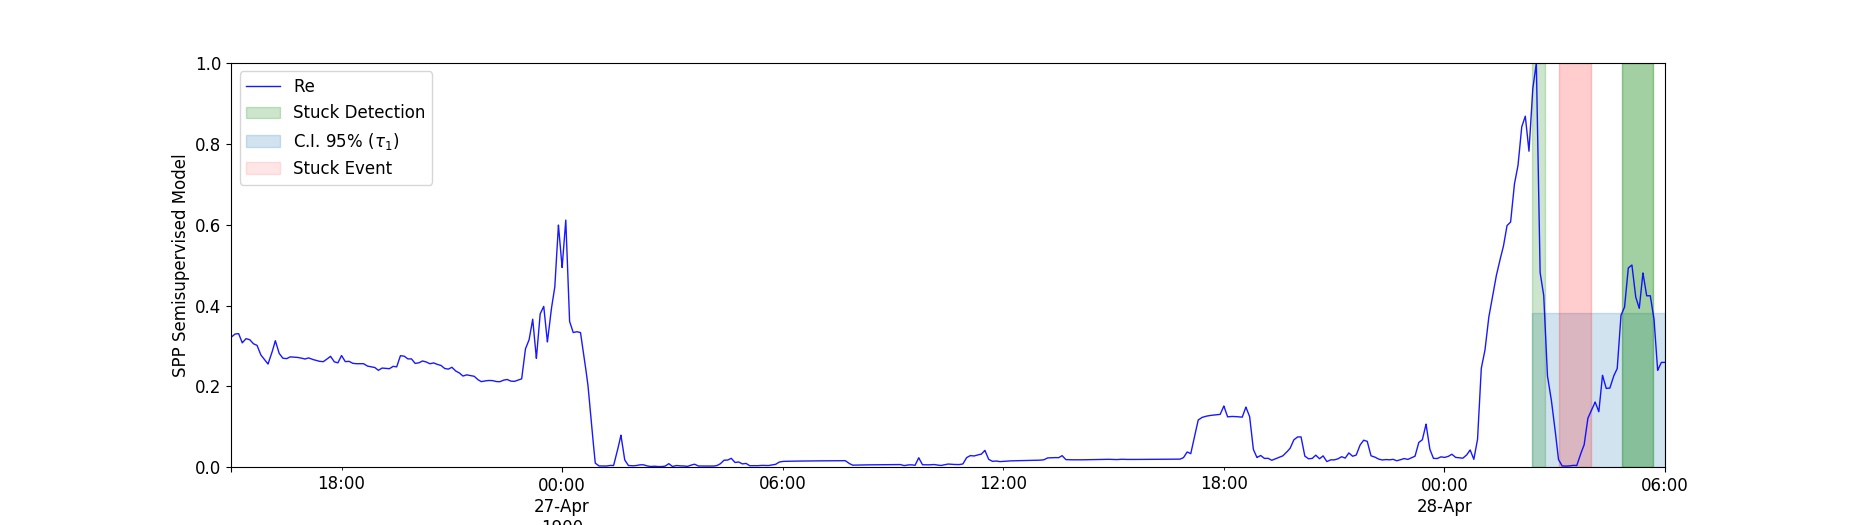 1.0
0.8
0.6
0.4
0.2
0.0
SPP Semisupervised Model
Re
Stuck Detection
C.I. 95% (τ₁)
Stuck Event
18:00 00:00 06:00 12:00 18:00 00:00 06:00
27-Apr 28-Apr
1900